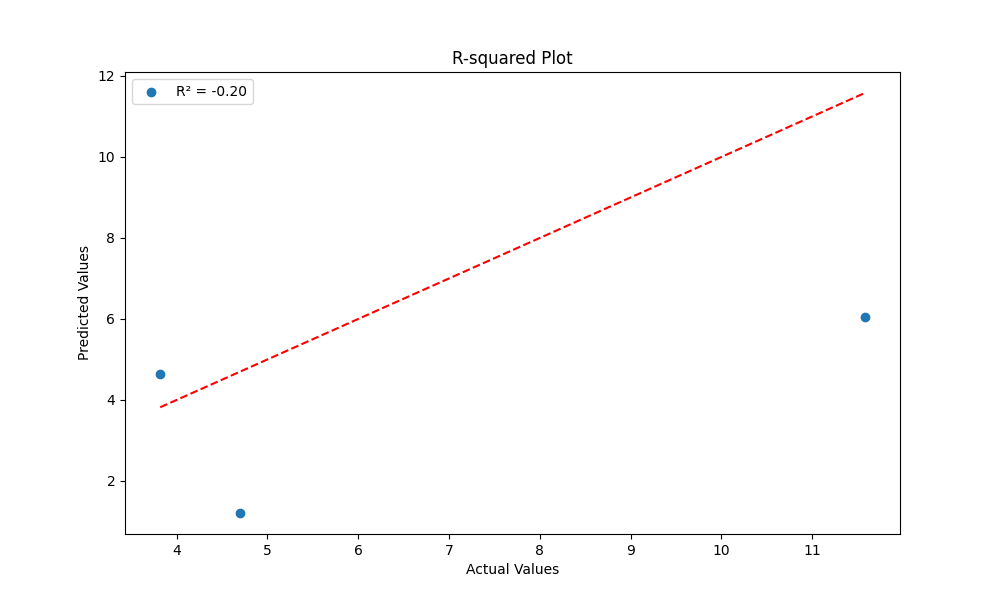 R-squared Plot
R² = -0.20
12
10
8
6
4
2
Predicted Values
4 5 6 7 8 9 10 11
Actual Values